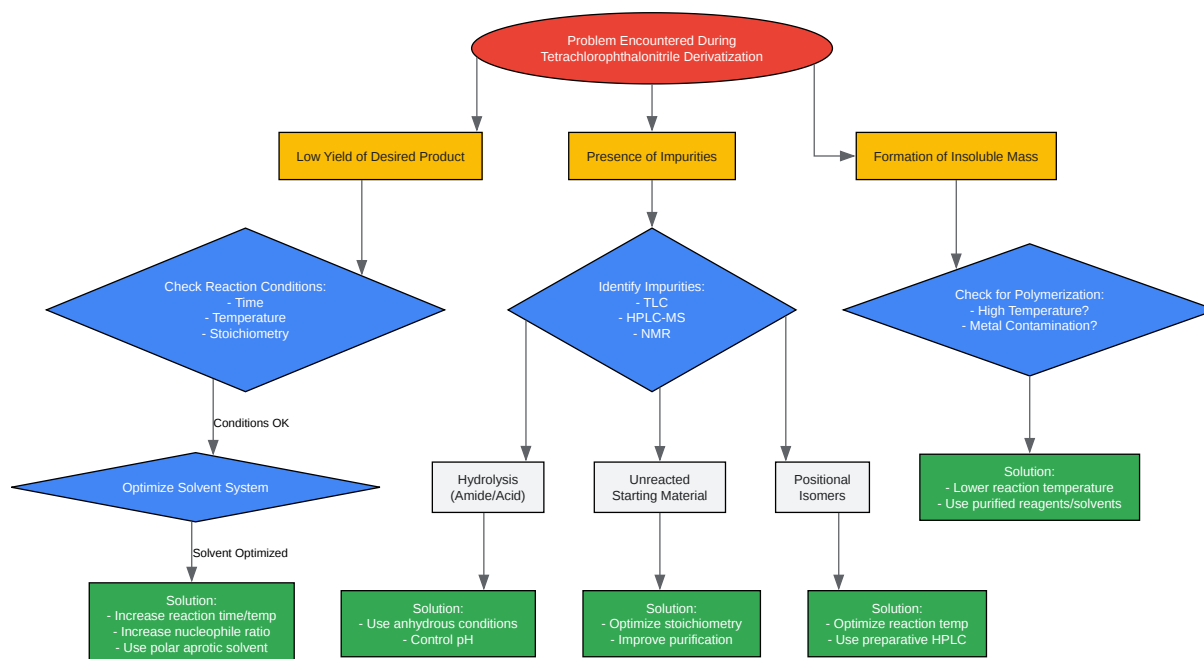 Problem Encountered During
Tetrachlorophthalonitrile Derivatization
Low Yield of Desired Product
Presence of Impurities
Formation of Insoluble Mass
Check Reaction Conditions:
- Time
- Temperature
- Stoichiometry
Identify Impurities:
- TLC
- HPLC-MS
- NMR
Check for Polymerization:
- High Temperature?
- Metal Contamination?
Conditions OK
Optimize Solvent System
Hydrolysis
(Amide/Acid)
Unreacted
Starting Material
Positional
Isomers
Solution:
- Lower reaction temperature
- Use purified reagents/solvents
Solvent Optimized
Solution:
- Increase reaction time/temp
- Increase nucleophile ratio
- Use polar aprotic solvent
Solution:
- Use anhydrous conditions
- Control pH
Solution:
- Optimize stoichiometry
- Improve purification
Solution:
- Optimize reaction temp
- Use preparative HPLC